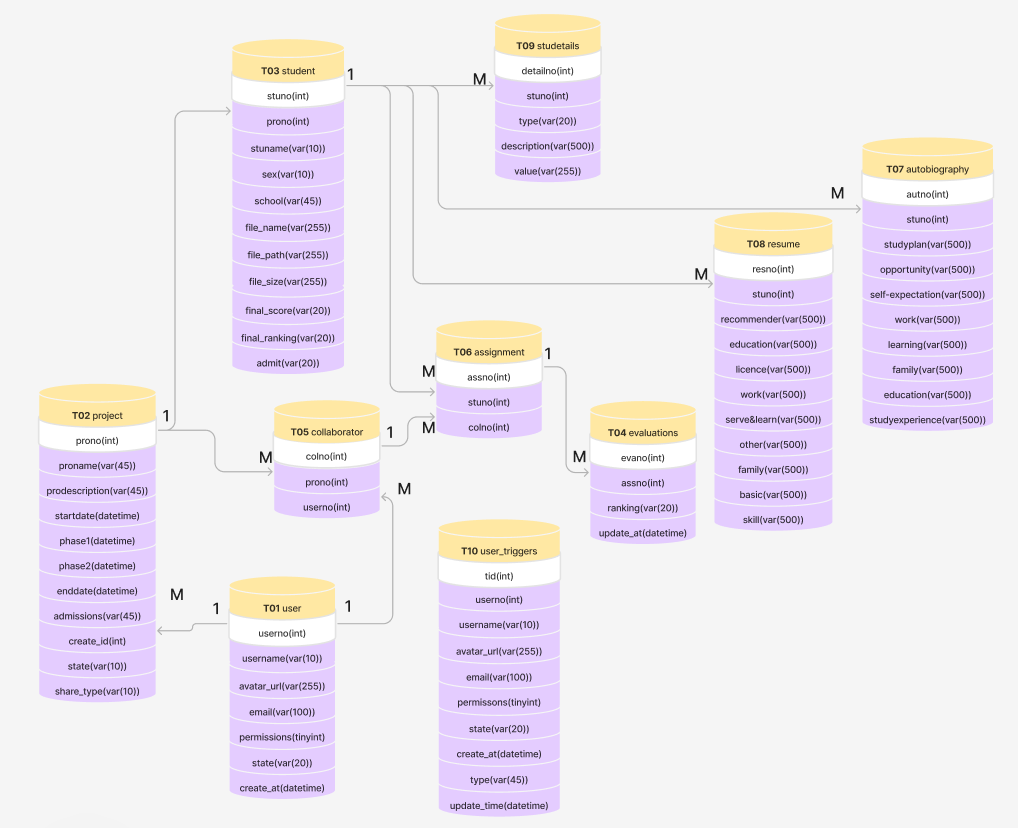 T03 student
stuno(int)
prono(int)
stuname(var(10))
sex(var(10))
school(var(45))
file_name(var(255))
file_path(var(255))
file_size(var(255))
final_score(var(20))
final_ranking(var(20))
admit(var(20))
1
M
T09 studetails
detailno(int)
stuno(int)
type(var(20))
description(var(500))
value(var(255))
M
T07 autobiography
autno(int)
stuno(int)
studyplan(var(500))
opportunity(var(500))
self-expectation(var(500))
work(var(500))
learning(var(500))
family(var(500))
education(var(500))
studyexperience(var(500))
M
T08 resume
resno(int)
stuno(int)
recommender(var(500))
education(var(500))
licence(var(500))
work(var(500))
serve&learn(var(500))
other(var(500))
family(var(500))
basic(var(500))
skill(var(500))
M
T06 assignment
assno(int)
stuno(int)
colno(int)
1
M
M
T04 evaluations
evano(int)
assno(int)
ranking(var(20))
update_at(datetime)
T02 project
prono(int)
proname(var(45))
prodescription(var(45))
startdate(datetime)
phase1(datetime)
phase2(datetime)
enddate(datetime)
admissions(var(45))
create_id(int)
state(var(10))
share_type(var(10))
1
M
T05 collaborator
colno(int)
prono(int)
userno(int)
1
M
M
1
T01 user
userno(int)
username(var(10))
avatar_url(var(255))
email(var(100))
permissions(tinyint)
state(var(20))
create_at(datetime)
1
T10 user_triggers
tid(int)
userno(int)
username(var(10))
avatar_url(var(255))
email(var(100))
permissons(tinyint)
state(var(20))
create_at(datetime)
type(var(45))
update_time(datetime)